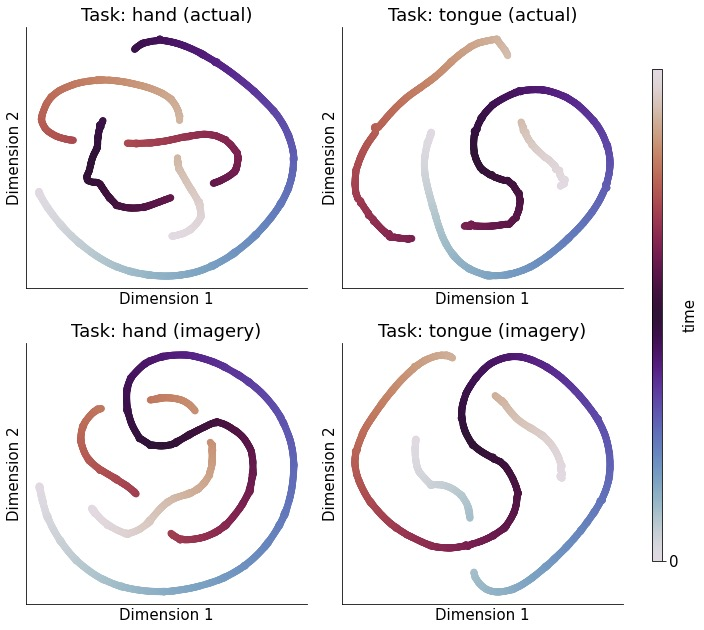 Task: hand (actual)
Task: tongue (actual)
Dimension 2
Dimension 1
Dimension 2
Dimension 1
Task: hand (imagery)
Task: tongue (imagery)
Dimension 2
Dimension 1
Dimension 2
Dimension 1
time
0